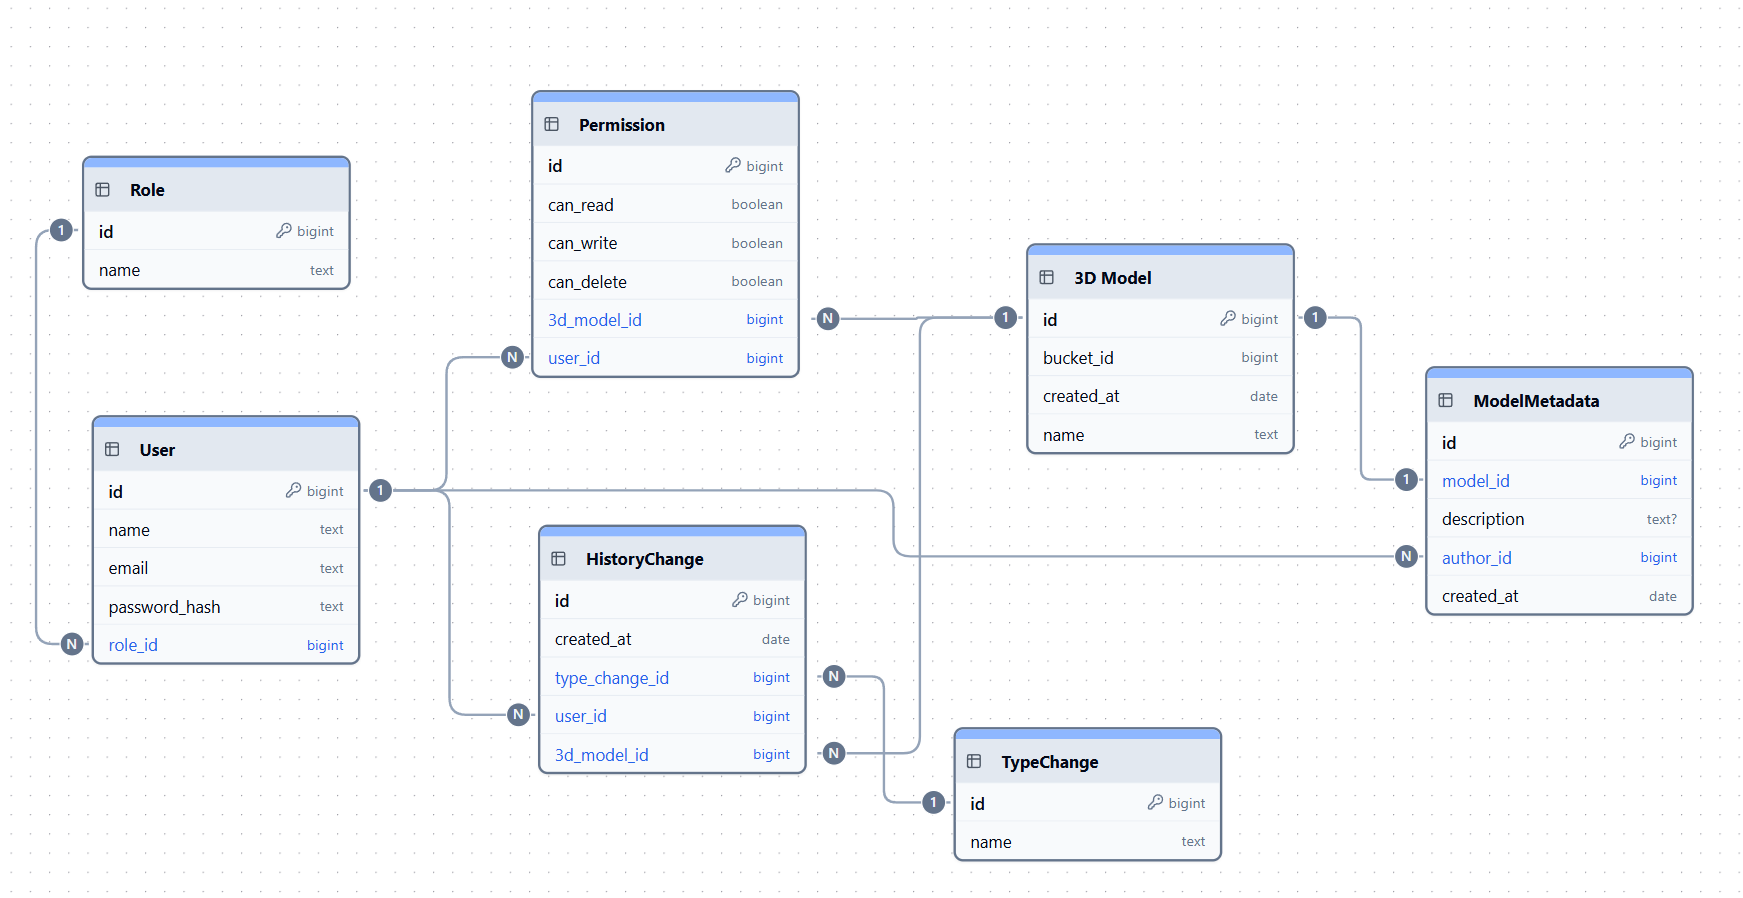 Role
id bigint
name text
1
User
id bigint
name text
email text
password_hash text
role_id bigint
N
1
Permission
id bigint
can_read boolean
can_write boolean
can_delete boolean
3d_model_id bigint
user_id bigint
N
N
HistoryChange
id bigint
created_at date
type_change_id bigint
user_id bigint
3d_model_id bigint
N
N
N
3D Model
id bigint
bucket_id bigint
created_at date
name text
1
1
TypeChange
id bigint
name text
1
ModelMetadata
id bigint
model_id bigint
description text?
author_id bigint
created_at date
1
N